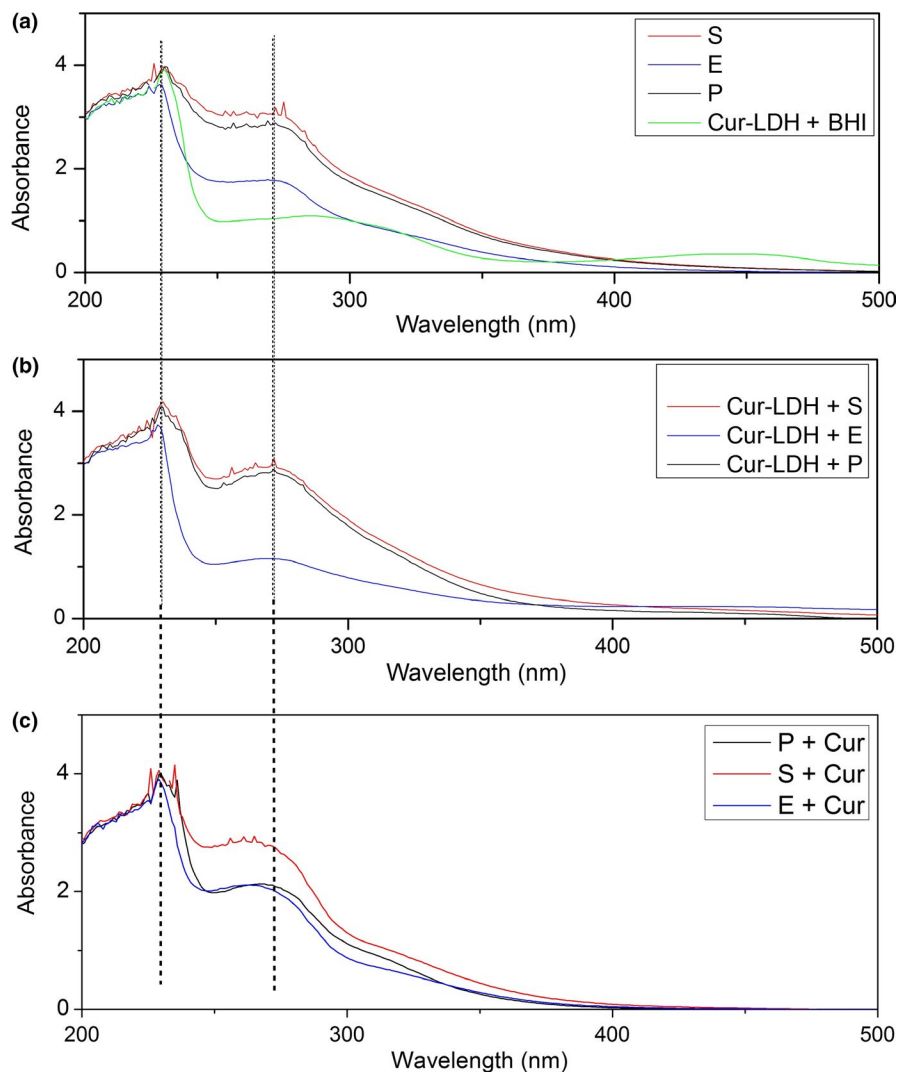 (a)
S
E
P
Cur-LDH + BHI
Absorbance
4
2
0
200
300
400
500
Wavelength (nm)
(b)
Cur-LDH + S
Cur-LDH + E
Cur-LDH + P
Absorbance
4
2
0
200
300
400
500
Wavelength (nm)
(c)
P + Cur
S + Cur
E + Cur
Absorbance
4
2
0
200
300
400
500
Wavelength (nm)